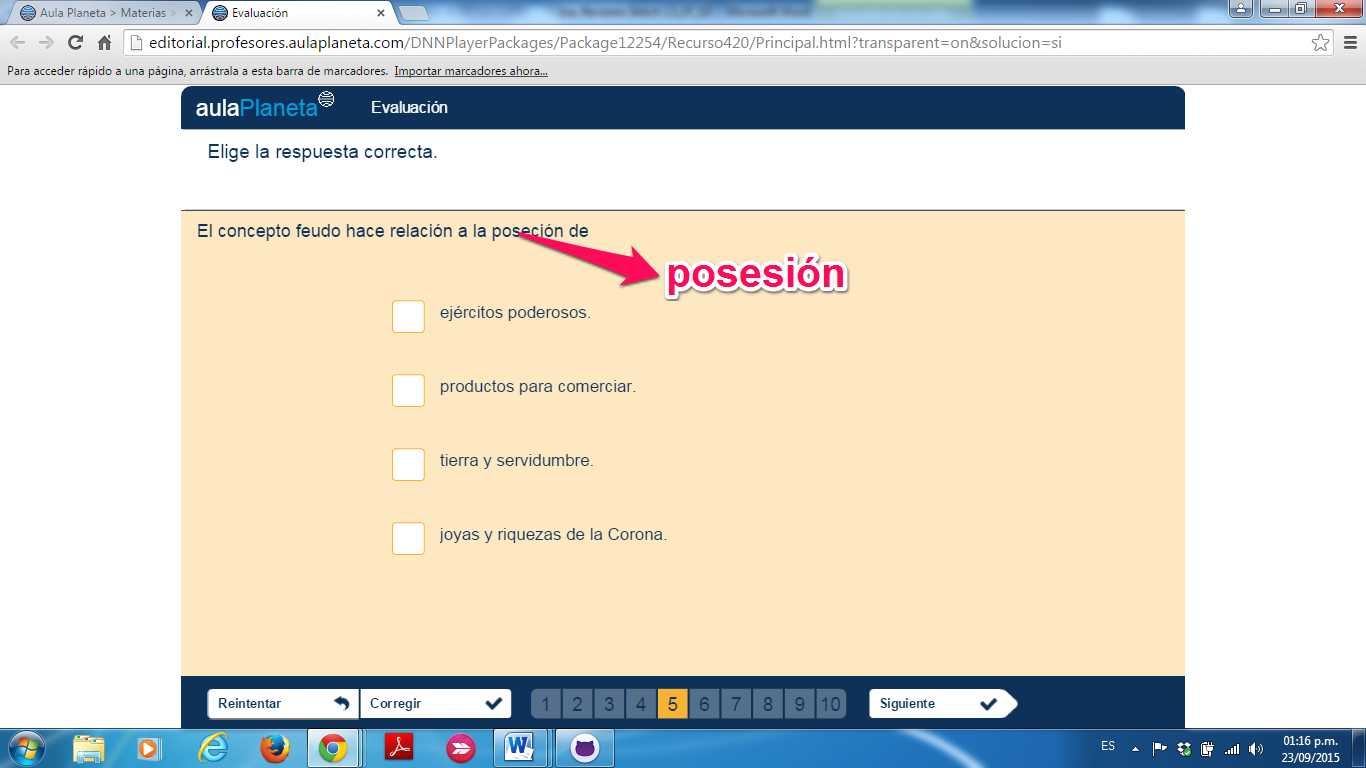 Aula Planeta > Materias >
Evaluación
editorial.profesores.aulaplaneta.com/DNNPlayerPackages/Package12254/Recurso420/Principal.html?transparent=on&solucion=si
Para acceder rápido a una página, arrástrala a esta barra de marcadores. Importar marcadores ahora...
aulaPlaneta Evaluación
Elige la respuesta correcta.
El concepto feudo hace relación a la poseción de
posesión
ejércitos poderosos.
productos para comerciar.
tierra y servidumbre.
joyas y riquezas de la Corona.
Reintentar Corregir 1 2 3 4 5 6 7 8 9 10 Siguiente
ES 01:16 p.m.
23/09/2015